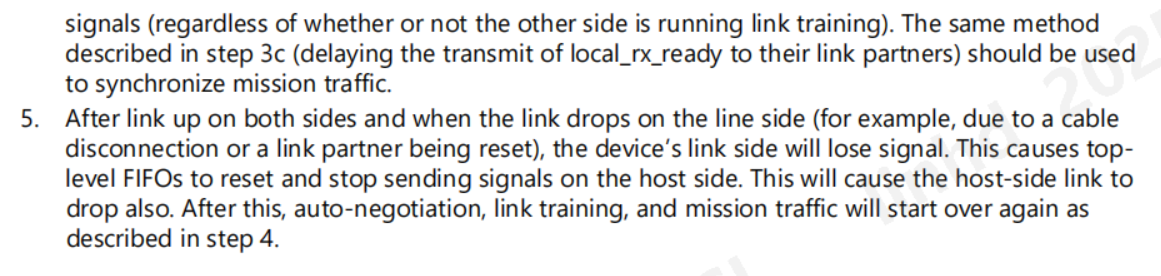 signals (regardless of whether or not the other side is running link training). The same method
described in step 3c (delaying the transmit of local_rx_ready to their link partners) should be used
to synchronize mission traffic.
5. After link up on both sides and when the link drops on the line side (for example, due to a cable
disconnection or a link partner being reset), the device's link side will lose signal. This causes top-
level FIFOs to reset and stop sending signals on the host side. This will cause the host-side link to
drop also. After this, auto-negotiation, link training, and mission traffic will start over again as
described in step 4.